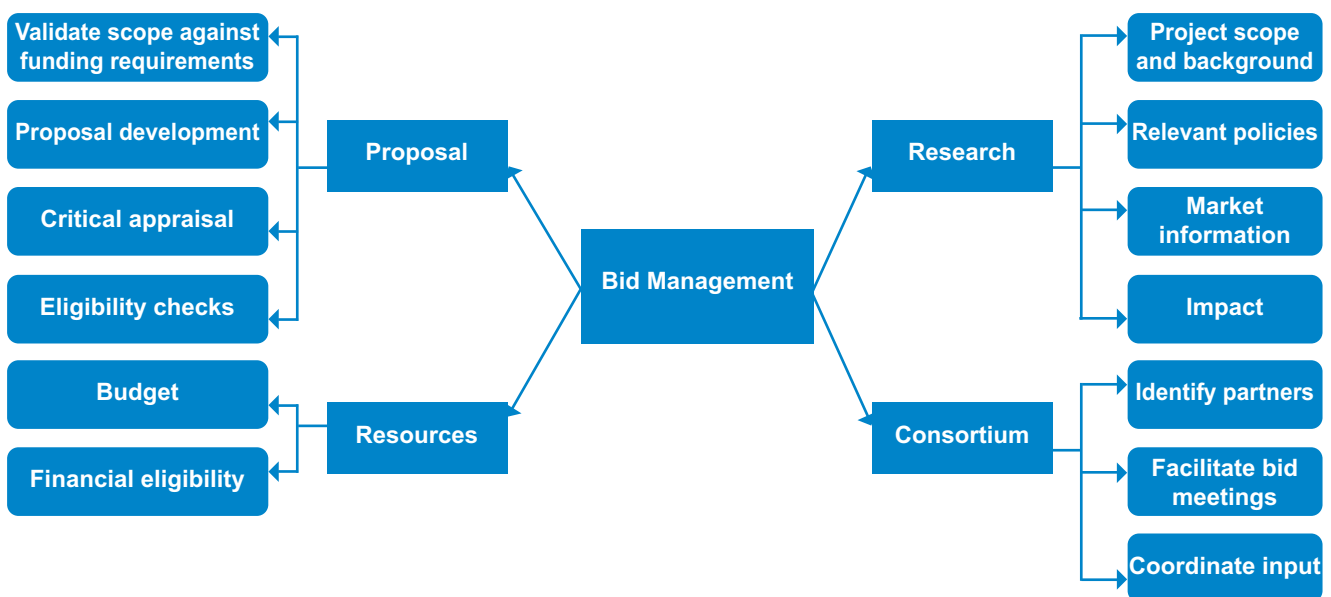 Validate scope against
funding requirements
Proposal development
Critical appraisal
Eligibility checks
Budget
Financial eligibility
Proposal
Resources
Bid Management
Research
Consortium
Project scope
and background
Relevant policies
Market
information
Impact
Identify partners
Facilitate bid
meetings
Coordinate input